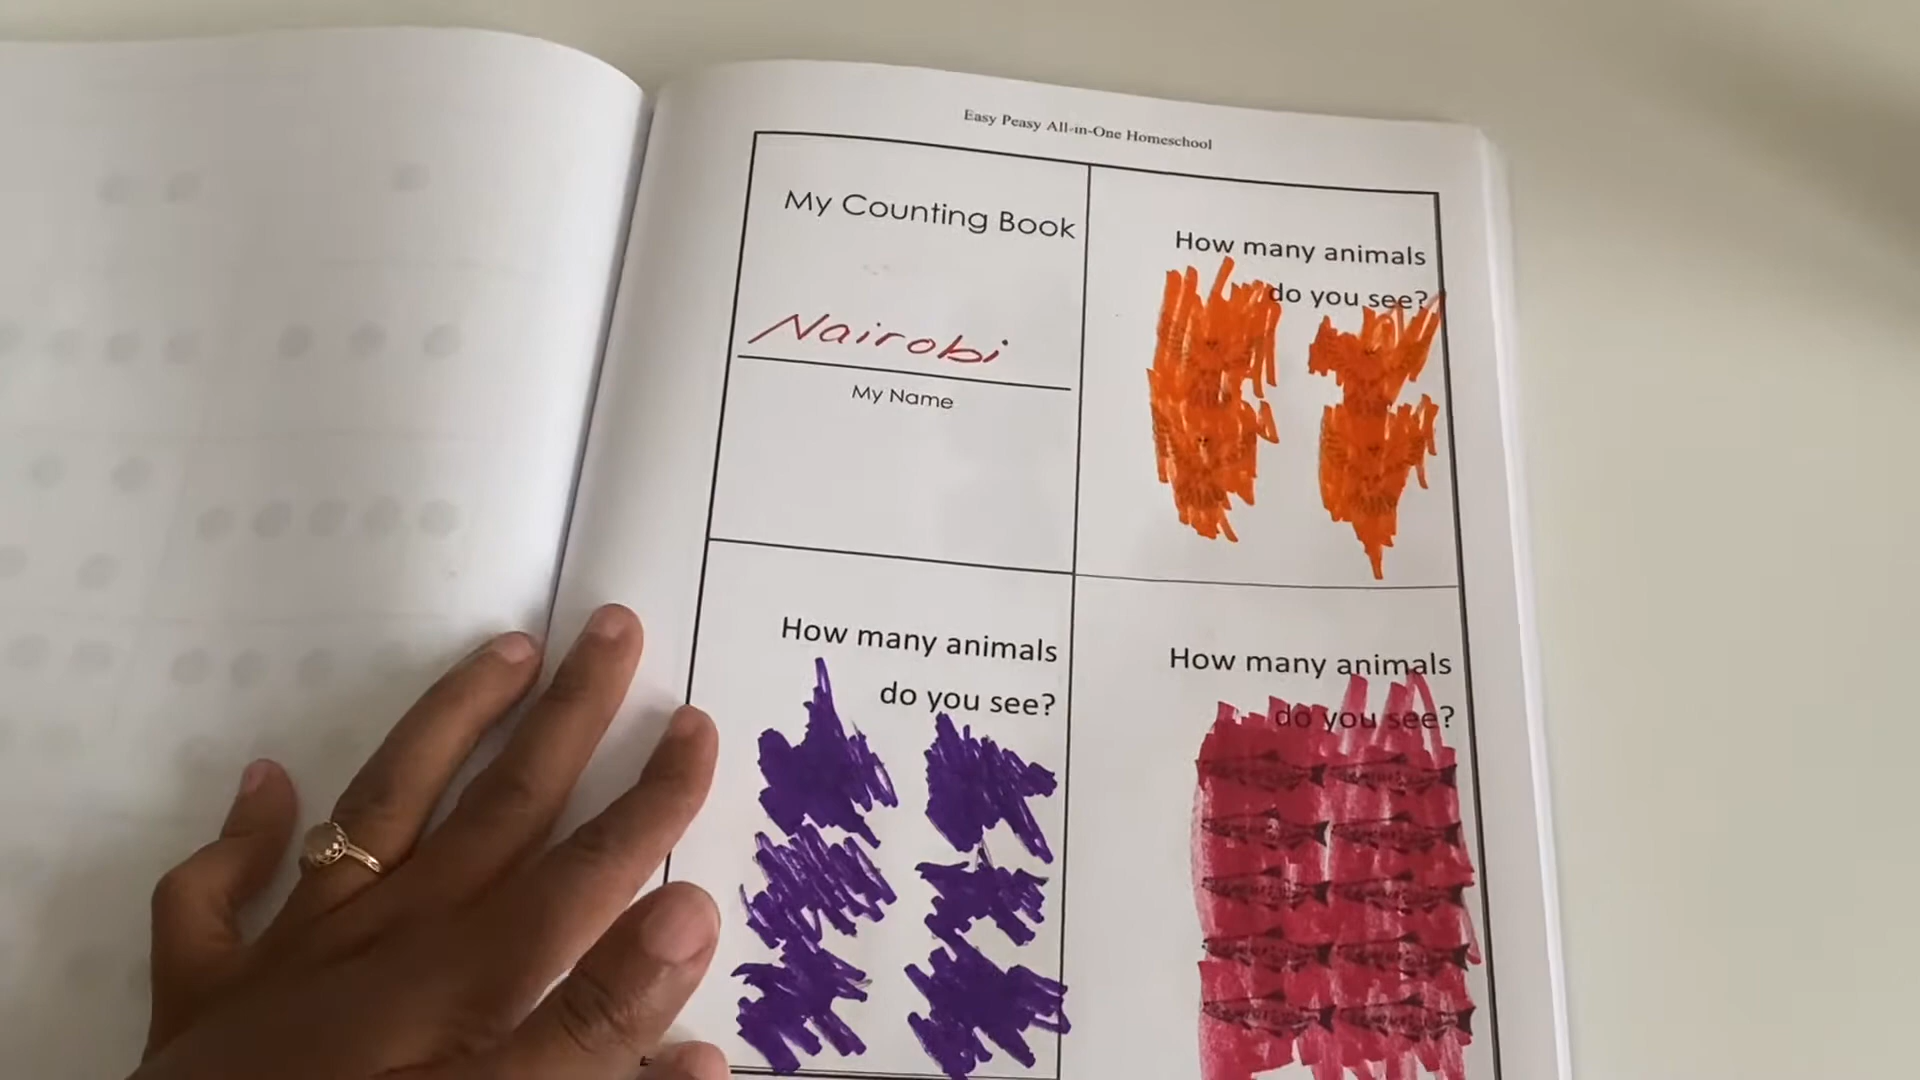 Easy Peasy All-in-One Homeschool
My Counting Book
Nairobi
My Name
How many animals
do you see?
How many animals
do you see?
How many animals
do you see?